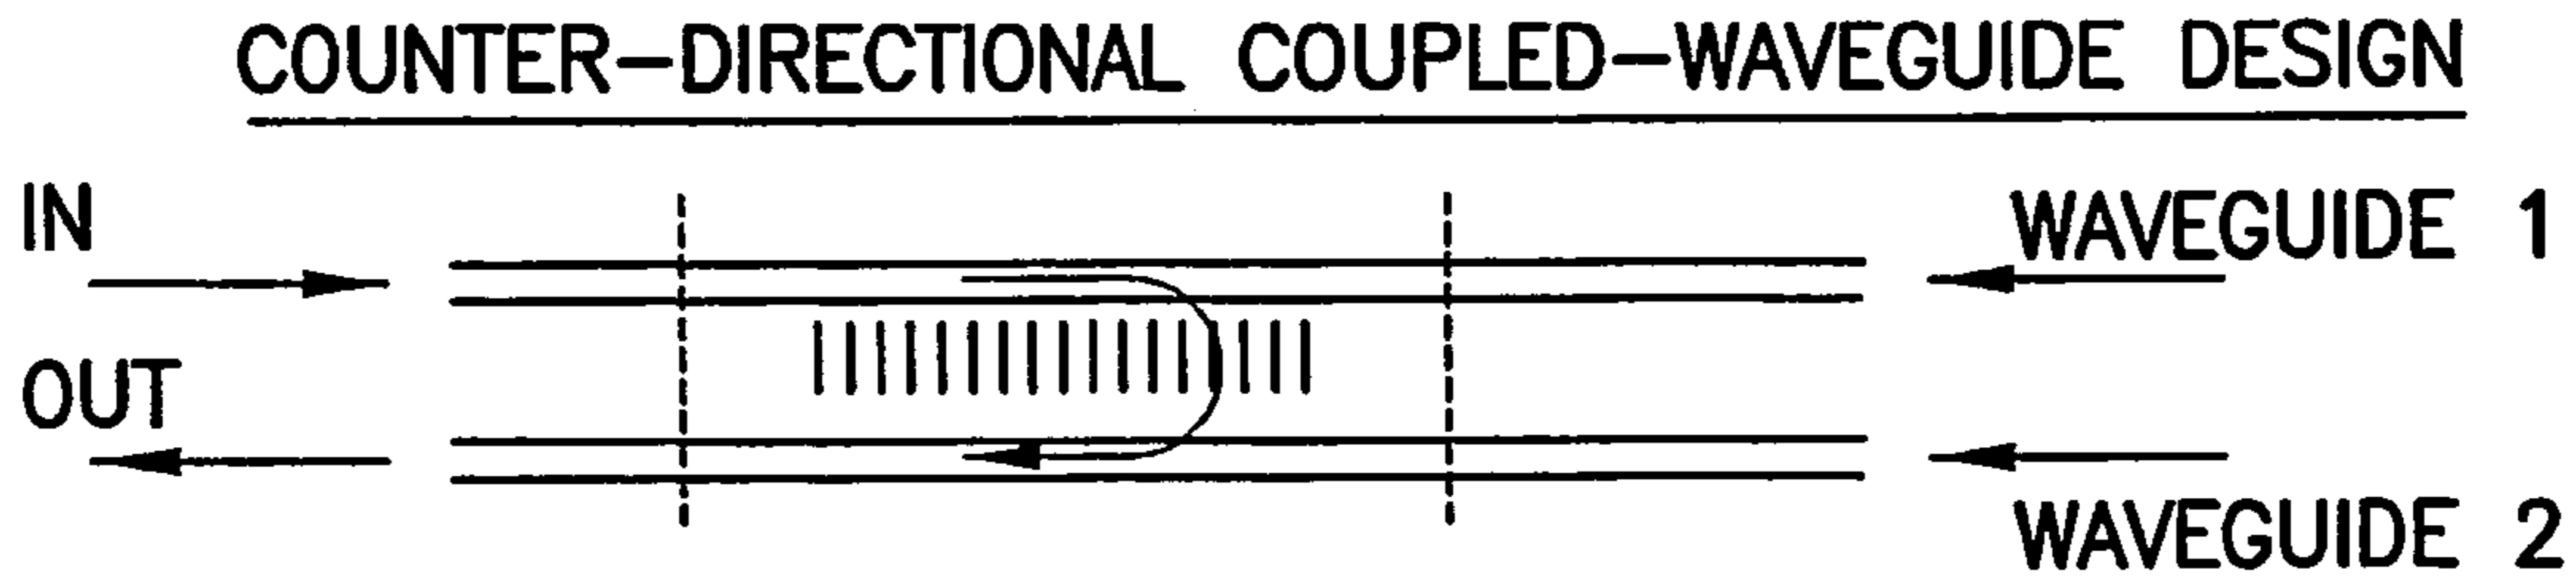 COUNTER-DIRECTIONAL COUPLED-WAVEGUIDE DESIGN
IN
WAVEGUIDE 1
OUT
WAVEGUIDE 2